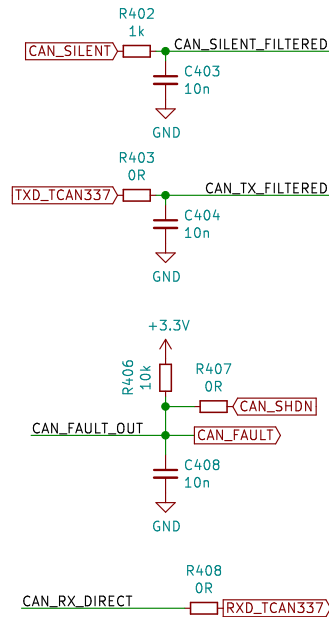 R402
1k
CAN_SILENT
CAN_SILENT_FILTERED
C403
10n
GND
R403
0R
TXD_TCAN337
CAN_TX_FILTERED
C404
10n
GND
+3.3V
R406
10k
R407
0R
CAN_SHDN
CAN_FAULT_OUT
CAN_FAULT
C408
10n
GND
R408
0R
CAN_RX_DIRECT
RXD_TCAN337